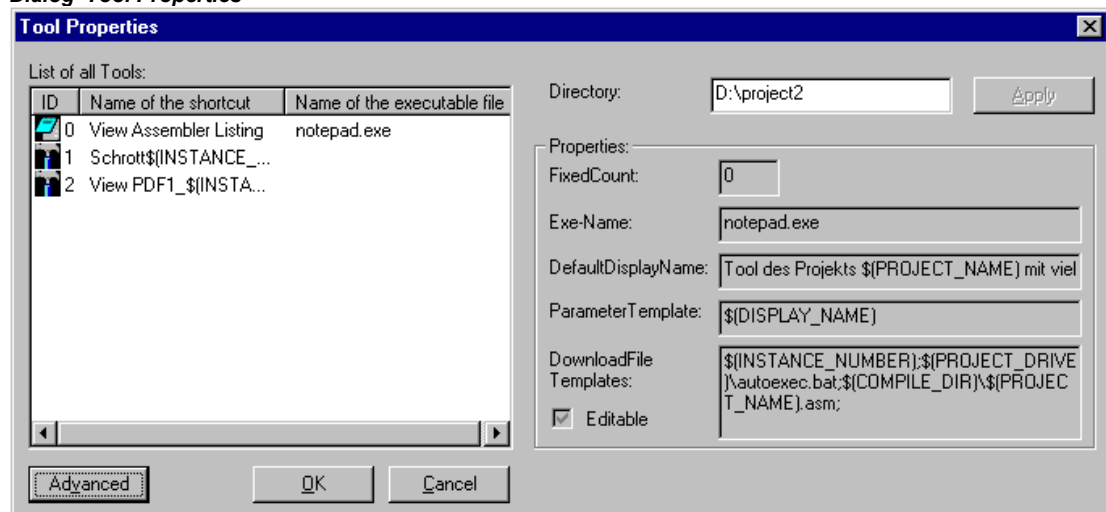 Dialog 'Tool Properties'
Tool Properties
List of all Tools:
ID Name of the shortcut Name of the executable file
0 View Assembler Listing notepad.exe
1 Schrott$(INSTANCE_...
2 View PDF1_$(INSTA...
Advanced
OK
Cancel
Directory:
D:\project2
Apply
Properties:
FixedCount:
0
Exe-Name:
notepad.exe
DefaultDisplayName:
Tool des Projekts $(PROJECT_NAME) mit viel
ParameterTemplate:
$(DISPLAY_NAME)
DownloadFile
Templates:
Editable
$(INSTANCE_NUMBER);$(PROJECT_DRIVE
)\autoexec.bat;$(COMPILE_DIR)\$(PROJEC
T_NAME).asm;